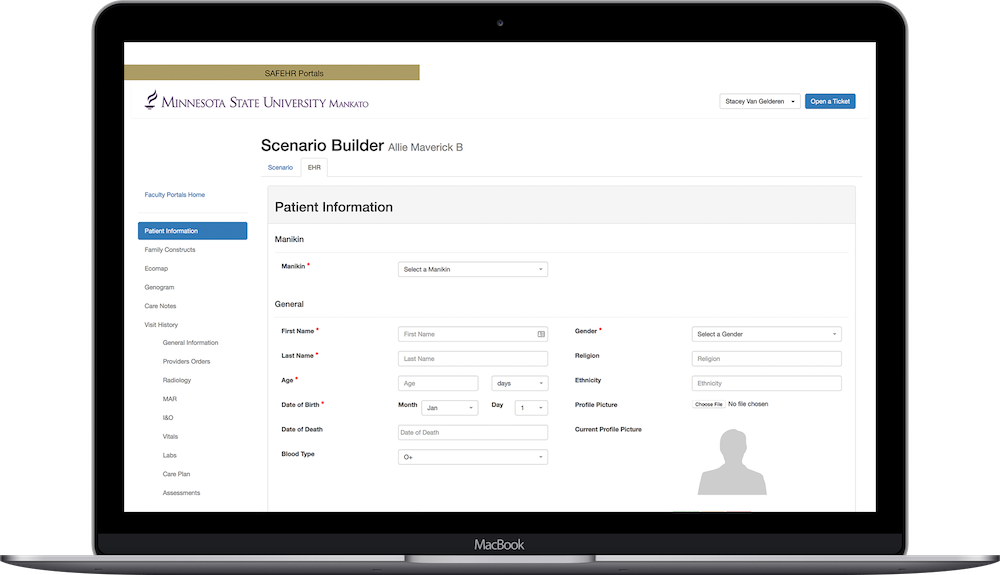 SAFEHR Portals
MINNESOTA STATE UNIVERSITY MANKATO
Stacey Van Gelderen
Open a Ticket
Scenario Builder Allie Maverick B
Scenario EHR
Faculty Portals Home
Patient Information
Family Constructs
Ecomap
Genogram
Care Notes
Visit History
General Information
Providers Orders
Radiology
MAR
I&O
Vitals
Labs
Care Plan
Assessments
Patient Information
Manikin
Manikin * Select a Manikin
General
First Name * First Name
Last Name * Last Name
Age * Age days
Date of Birth * Month Jan Day 1
Date of Death Date of Death
Blood Type O+
Gender * Select a Gender
Religion Religion
Ethnicity Ethnicity
Profile Picture Choose File No file chosen
Current Profile Picture
MacBook